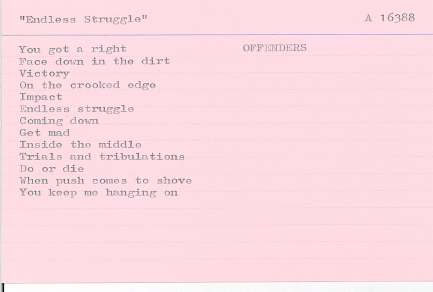 "Endless Struggle" A 16388
You got a right OFFENDERS
Face down in the dirt
Victory
On the crooked edge
Impact
Endless struggle
Coming down
Get mad
Inside the middle
Trials and tribulations
Do or die
When push comes to shove
You keep me hanging on